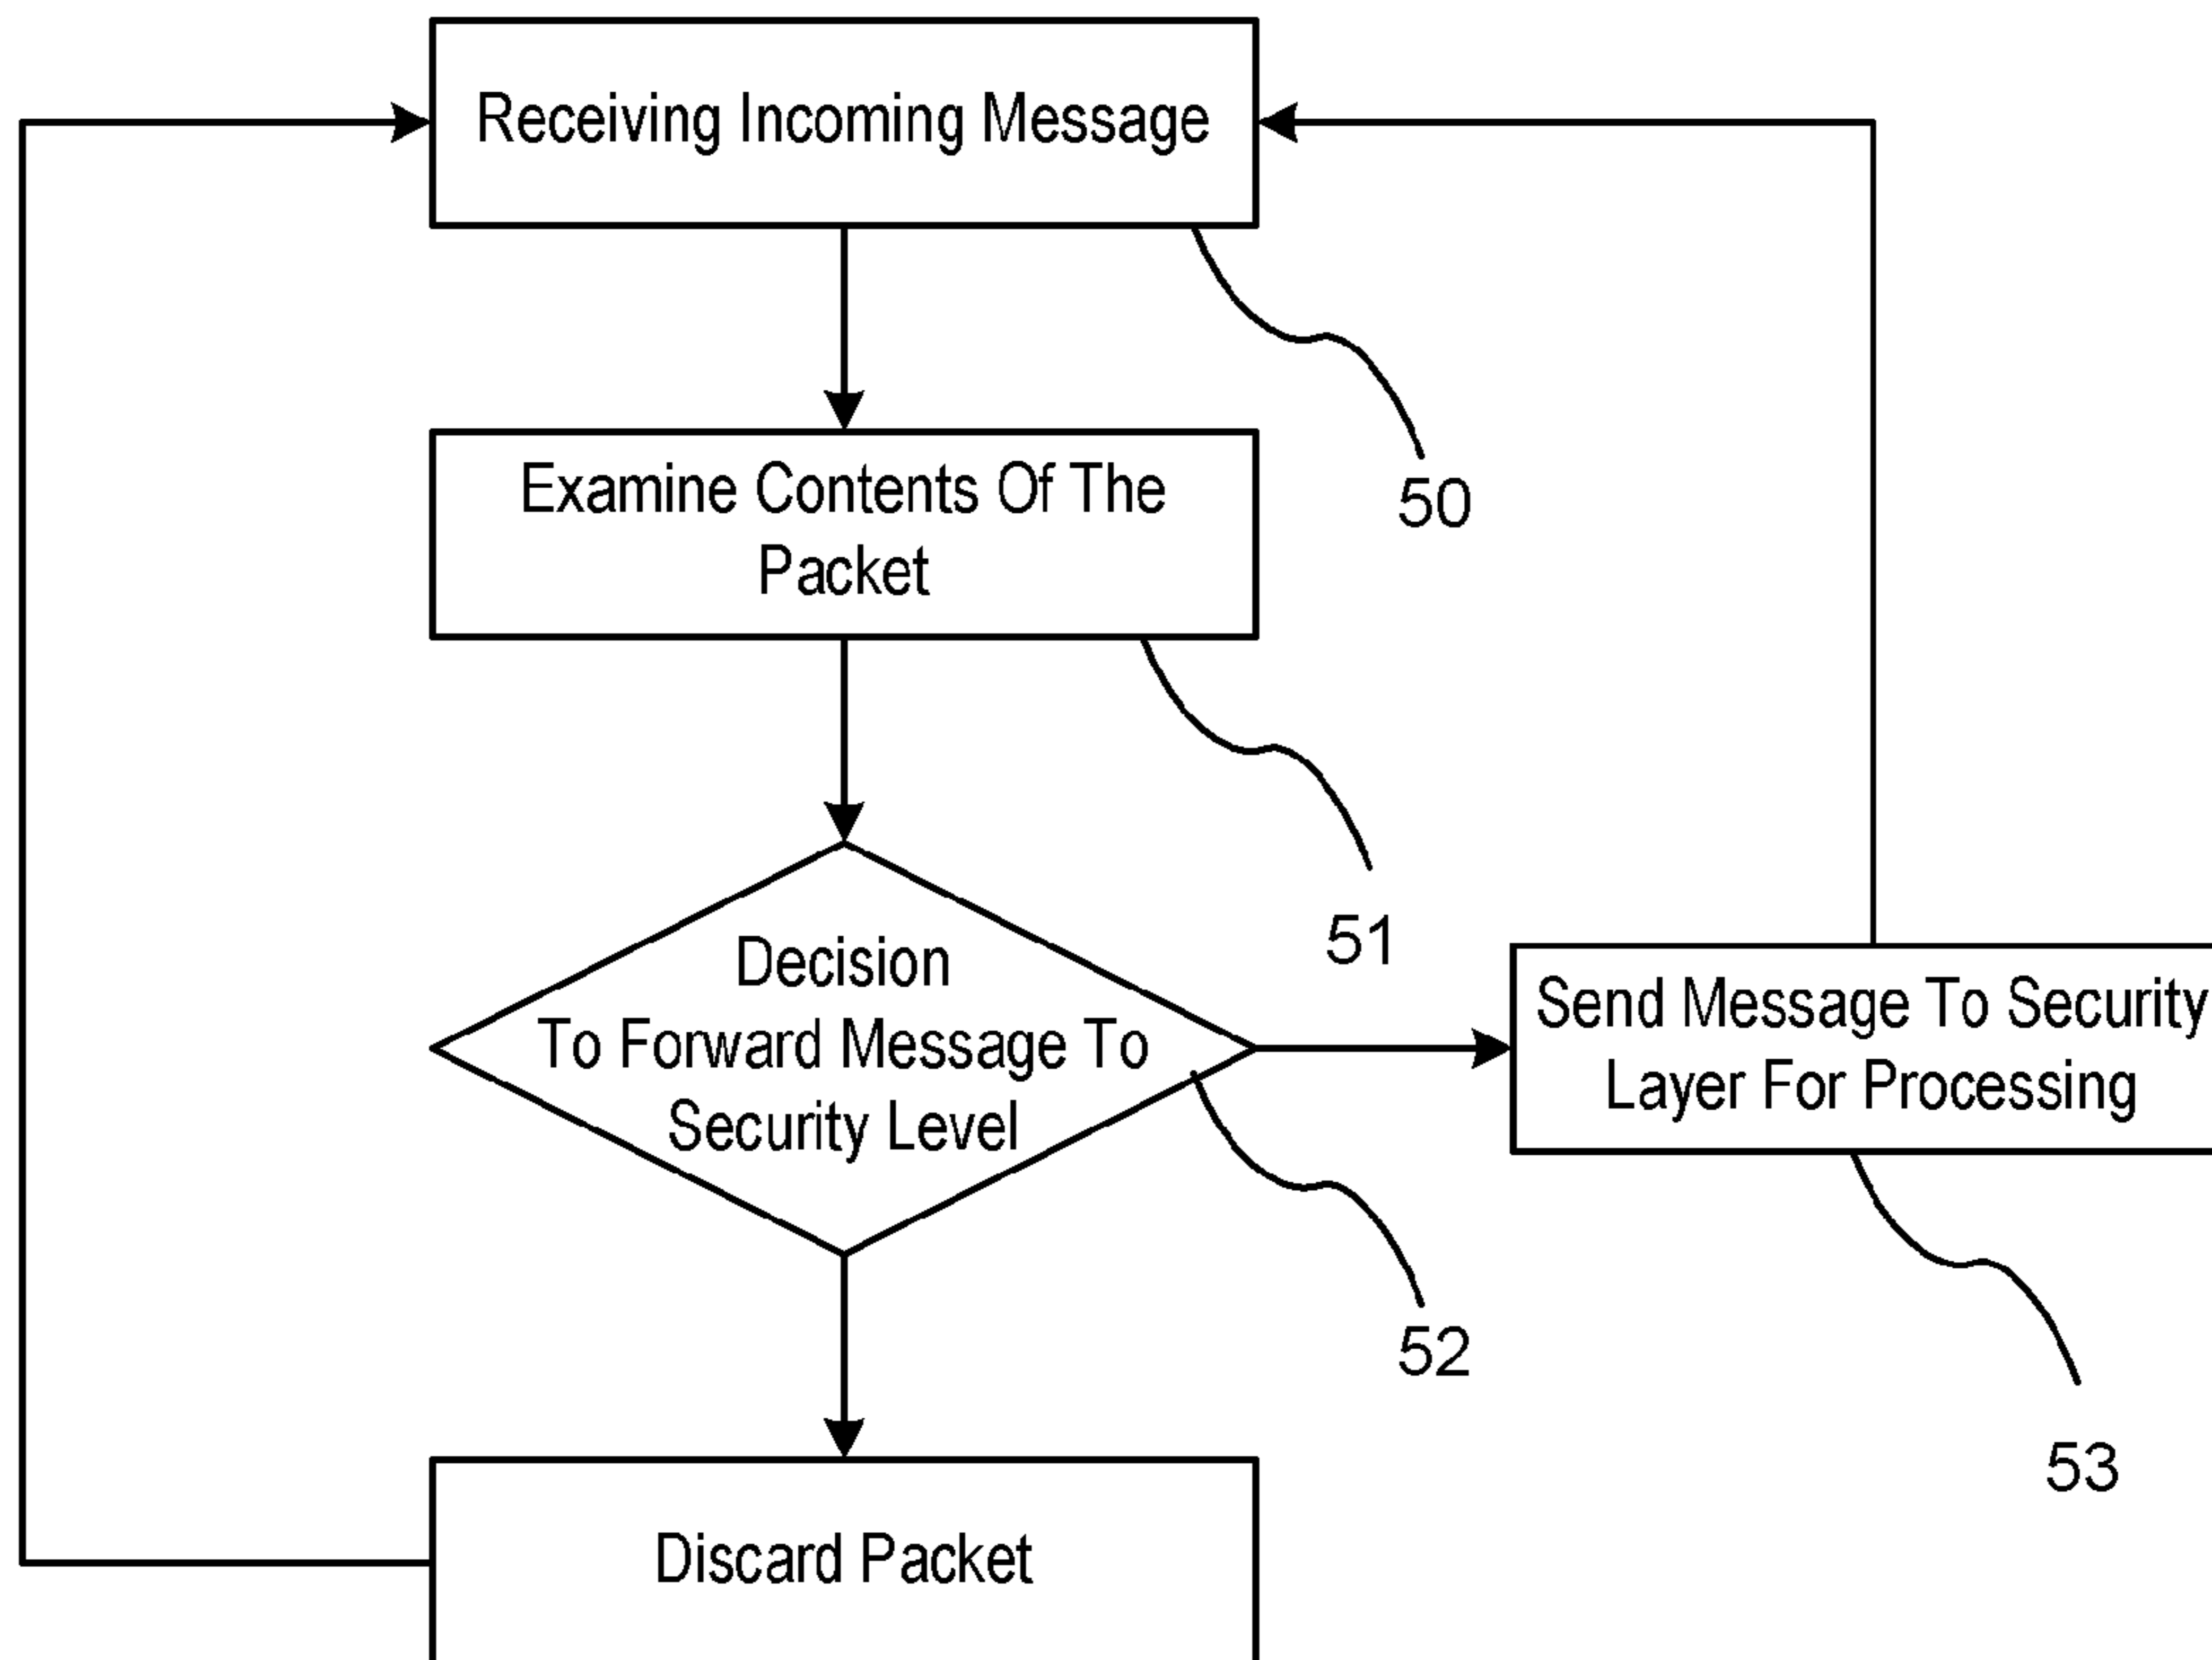 Receiving Incoming Message
Examine Contents Of The
Packet
50
Decision
To Forward Message To
Security Level
51
Send Message To Security
Layer For Processing
52
53
Discard Packet